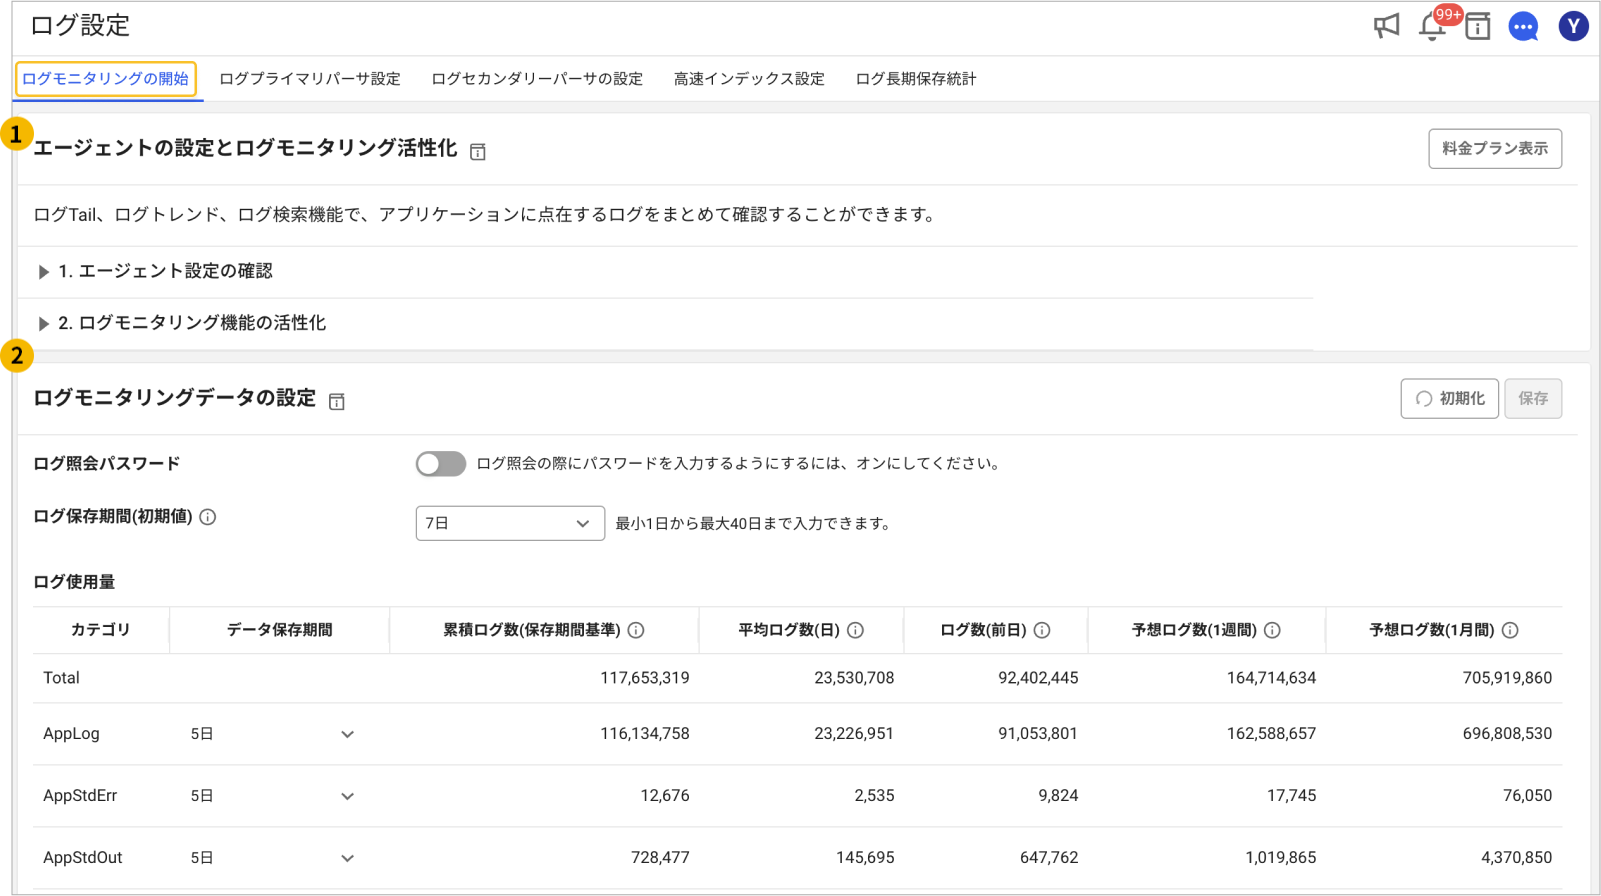 ログ設定
99+
Y
ログモニタリングの開始
ログプライマリパーサ設定
ログセカンダリーパーサの設定
高速インデックス設定
ログ長期保存統計
1
エージェントの設定とログモニタリング活性化
料金プラン表示
ログTail、ログトレンド、ログ検索機能で、アプリケーションに点在するログをまとめて確認することができます。
1. エージェント設定の確認
2. ログモニタリング機能の活性化
2
ログモニタリングデータの設定
初期化
保存
ログ照会パスワード
ログ照会の際にパスワードを入力するようにするには、オンにしてください。
ログ保存期間(初期値)
7日
最小1日から最大40日まで入力できます。
ログ使用量
カテゴリ データ保存期間 累積ログ数(保存期間基準) 平均ログ数(日) ログ数(前日) 予想ログ数(1週間) 予想ログ数(1月間)
Total 117,653,319 23,530,708 92,402,445 164,714,634 705,919,860
AppLog 5日 116,134,758 23,226,951 91,053,801 162,588,657 696,808,530
AppStdErr 5日 12,676 2,535 9,824 17,745 76,050
AppStdOut 5日 728,477 145,695 647,762 1,019,865 4,370,850